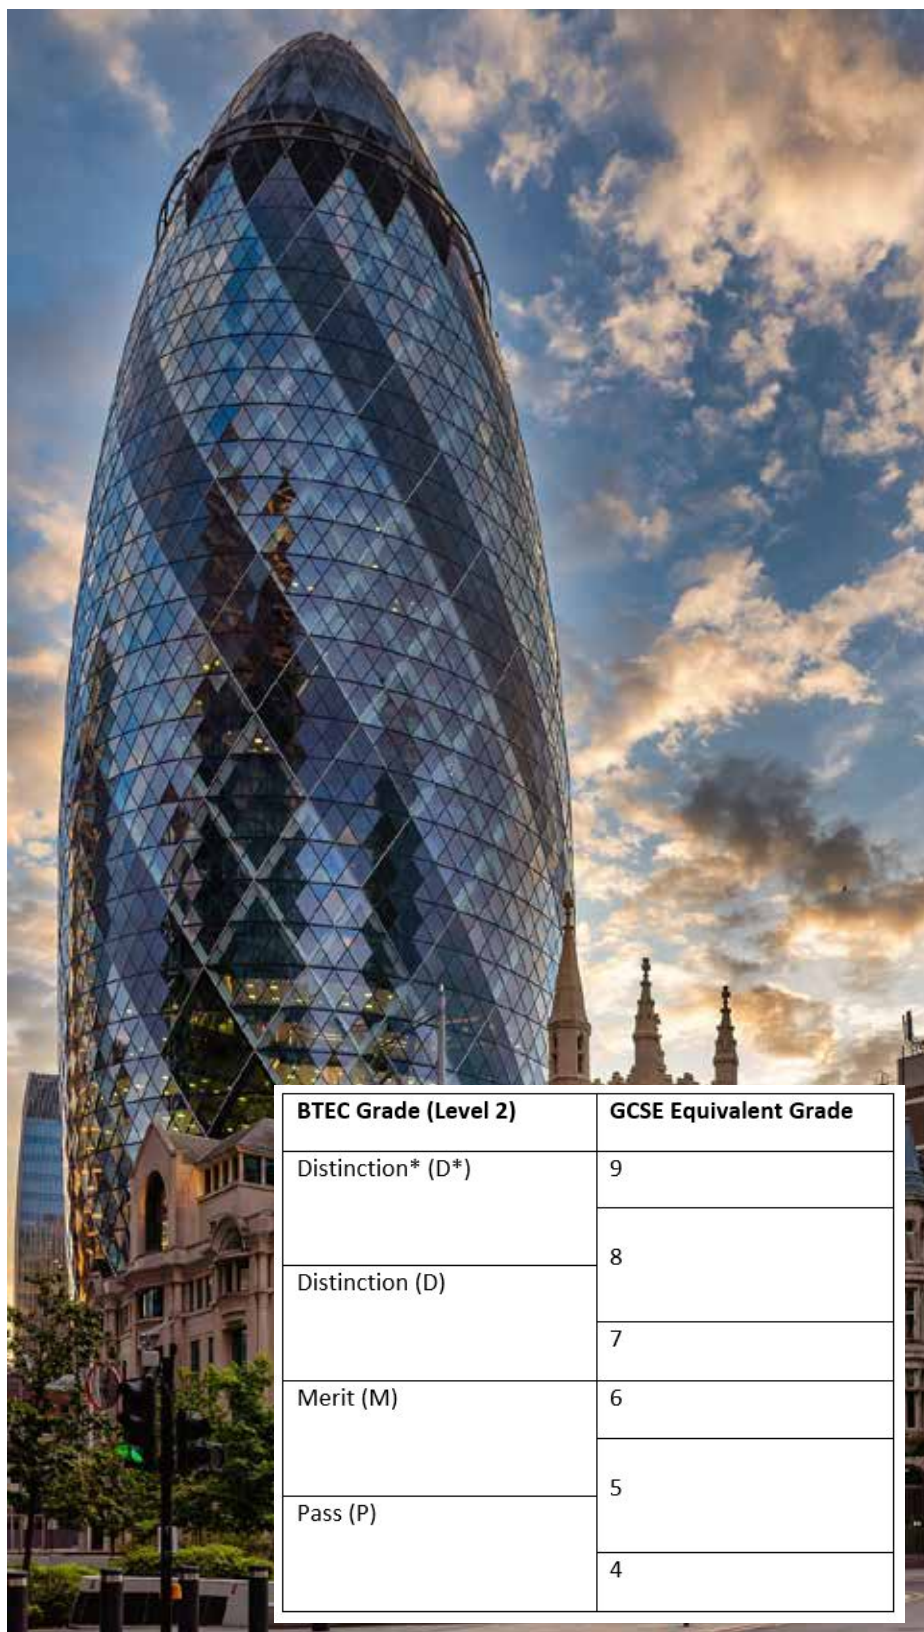 BTEC Grade (Level 2) GCSE Equivalent Grade
Distinction* (D*) 9
8
Distinction (D)
7
Merit (M) 6
5
Pass (P)
4